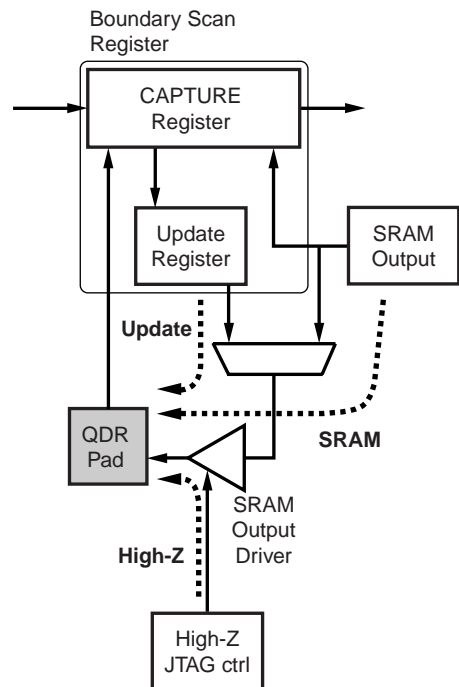 Boundary Scan
Register
CAPTURE
Register
Update
Register
SRAM
Output
Update
SRAM
QDR
Pad
SRAM
Output
Driver
High-Z
High-Z
JTAG ctrl